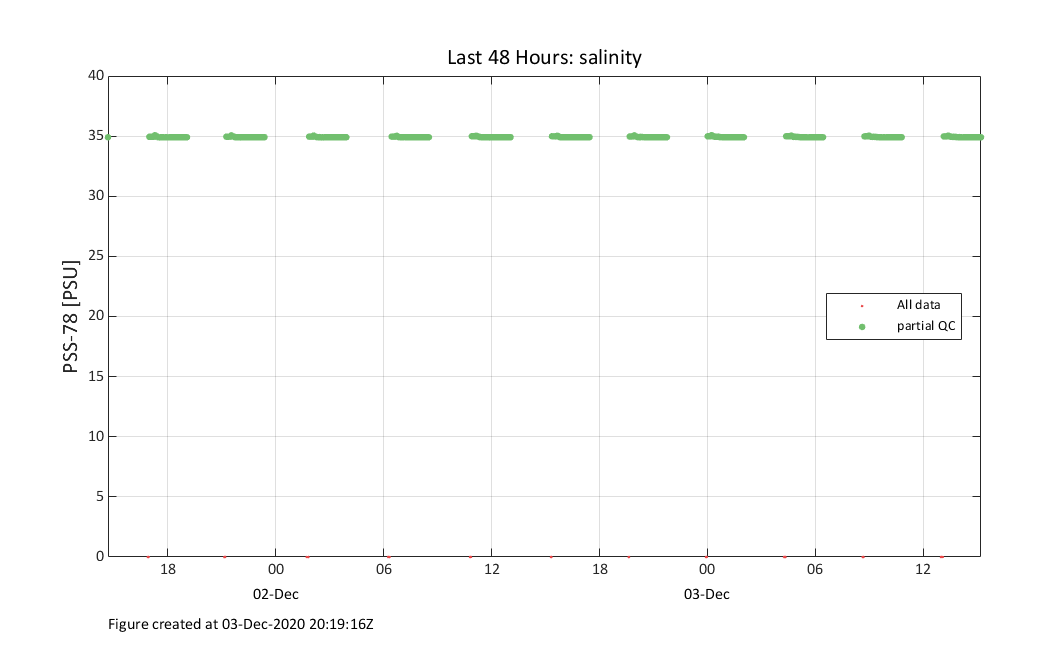 Last 48 Hours: salinity
40
35
30
25
20
15
10
5
0
PSS-78 [PSU]
All data
partial QC
18 00 06 12 18 00 06 12
02-Dec 03-Dec
Figure created at 03-Dec-2020 20:19:16Z